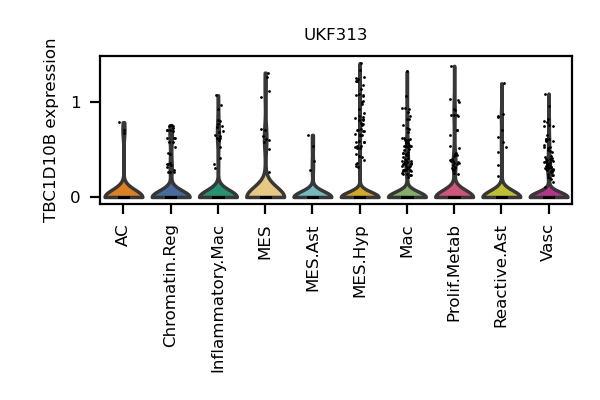 UKF313
TBC1D10B expression
1
0
AC
Chromatin.Reg
Inflammatory.Mac
MES
MES.Ast
MES.Hyp
Mac
Prolif.Metab
Reactive.Ast
Vasc